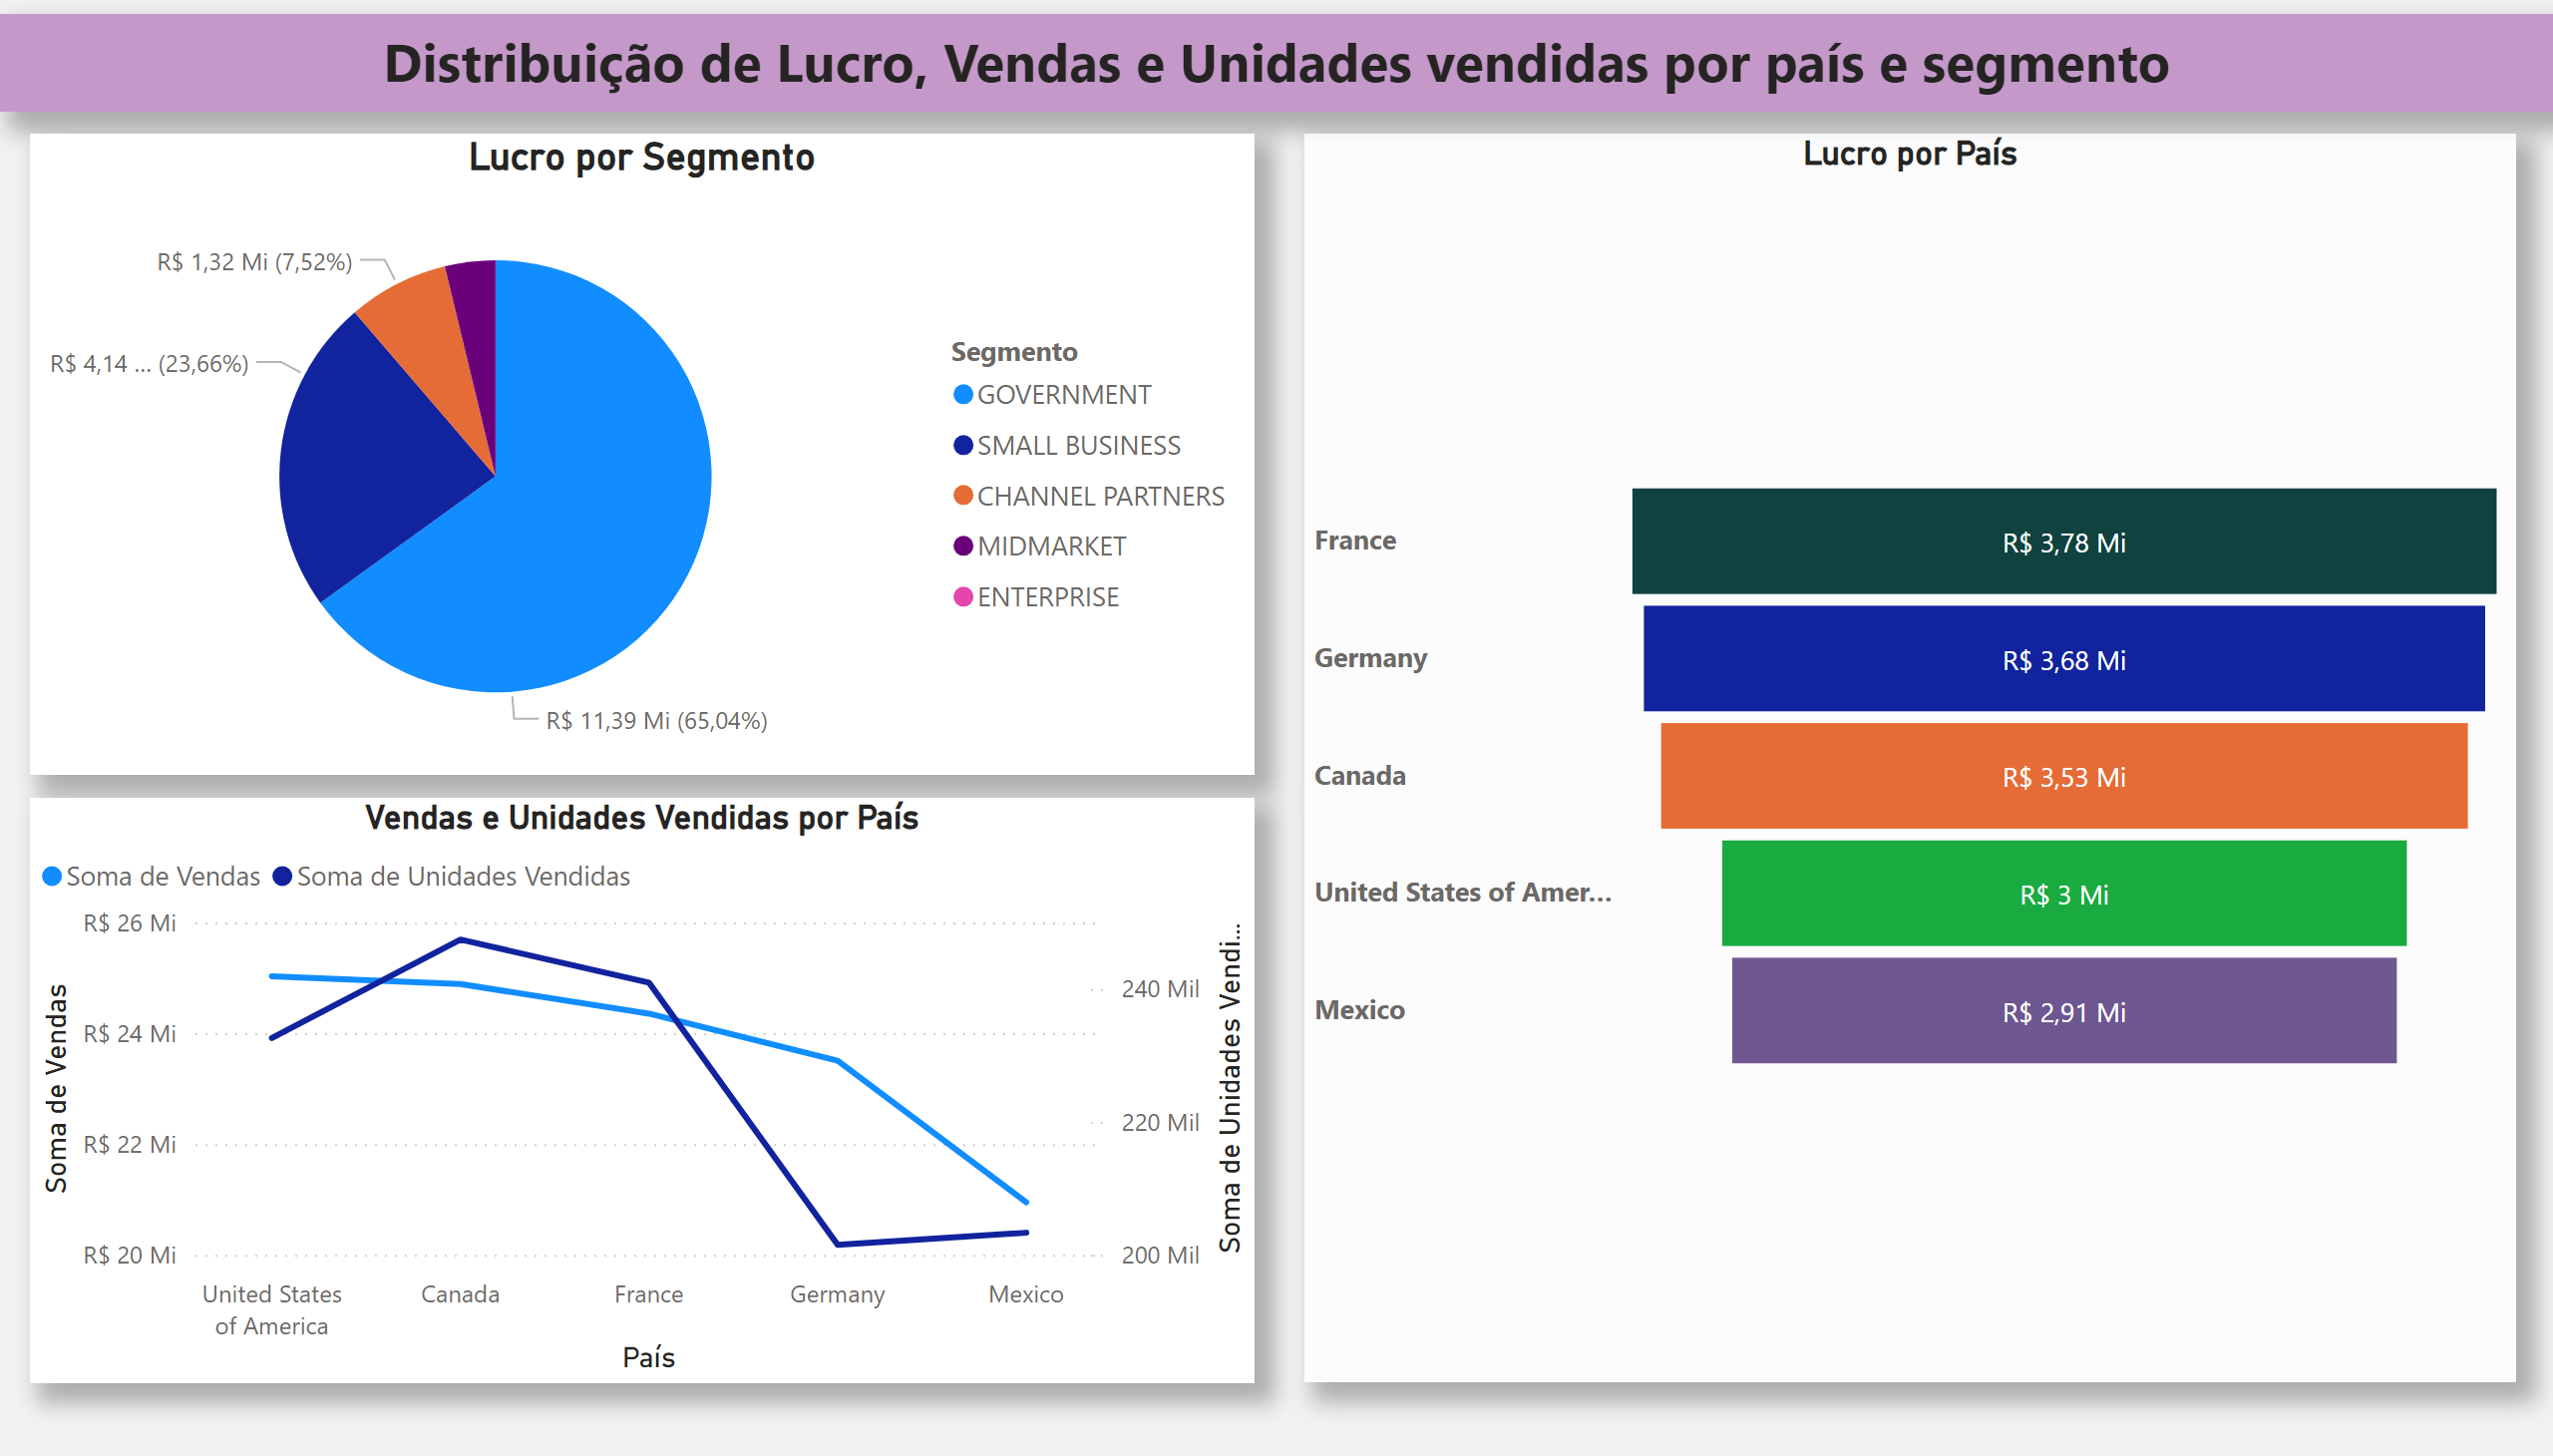 Distribuição de Lucro, Vendas e Unidades vendidas por país e segmento
Lucro por Segmento
R$ 1,32 Mi (7,52%)
R$ 4,14 ... (23,66%)
R$ 11,39 Mi (65,04%)
Segmento
GOVERNMENT
SMALL BUSINESS
CHANNEL PARTNERS
MIDMARKET
ENTERPRISE
Vendas e Unidades Vendidas por País
Soma de Vendas
Soma de Unidades Vendidas
Soma de Vendas
R$ 26 Mi
R$ 24 Mi
R$ 22 Mi
R$ 20 Mi
240 Mil
220 Mil
200 Mil
Soma de Unidades Vendi...
United States
of America
Canada
France
Germany
Mexico
País
Lucro por País
France
R$ 3,78 Mi
Germany
R$ 3,68 Mi
Canada
R$ 3,53 Mi
United States of Amer...
R$ 3 Mi
Mexico
R$ 2,91 Mi